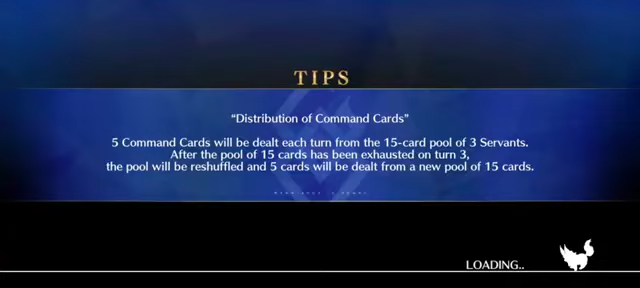 TIPS
“Distribution of Command Cards”
5 Command Cards will be dealt each turn from the 15-card pool of 3 Servants.
After the pool of 15 cards has been exhausted on turn 3,
the pool will be reshuffled and 5 cards will be dealt from a new pool of 15 cards.
LOADING..